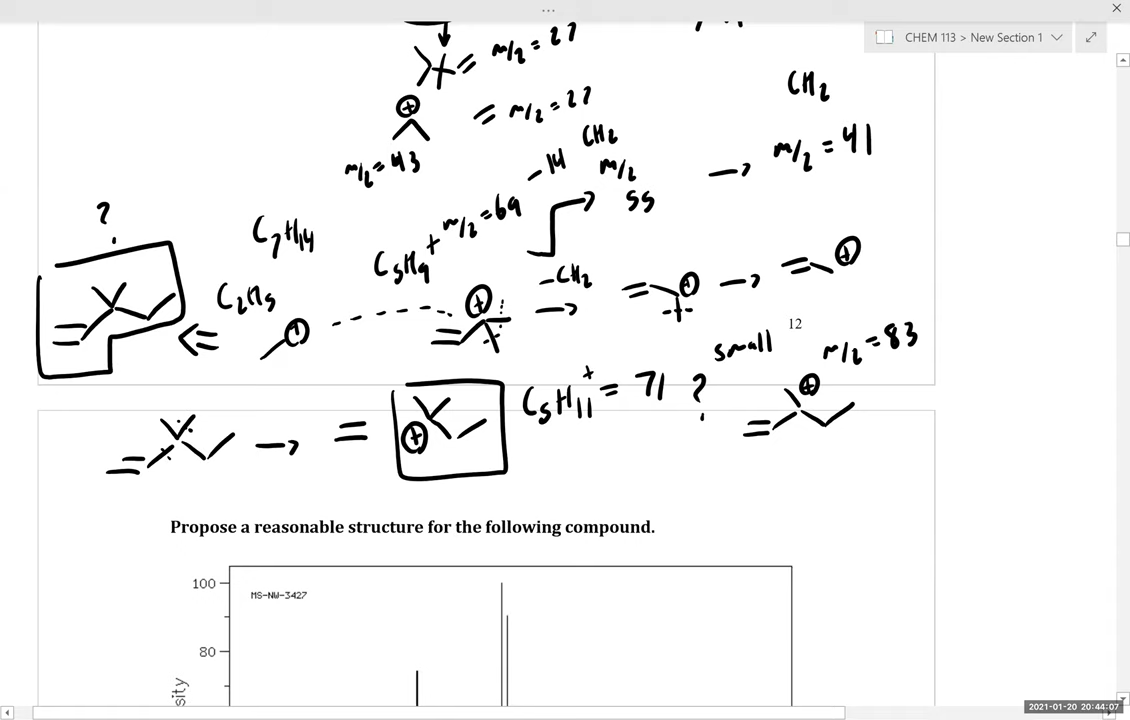 CHEM 113 > New Section 1
m/z = 27
CH2
m/z = 27
m/z = 43
CH2
-14
m/z
55
m/z = 41
m/z = 69
?
C7H14
C5H9+
C2H5
-CH2
12
small
m/z = 83
C5H11+ = 71 ?
Propose a reasonable structure for the following compound.
100
MS-NW-3427
80
2021-01-20 20:44:07